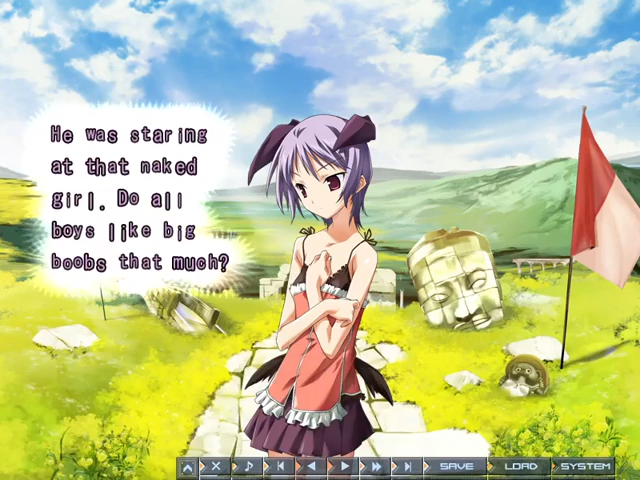 He was staring
at that naked
girl. Do all
boys like big
boobs that much?
SAVE LOAD SYSTEM